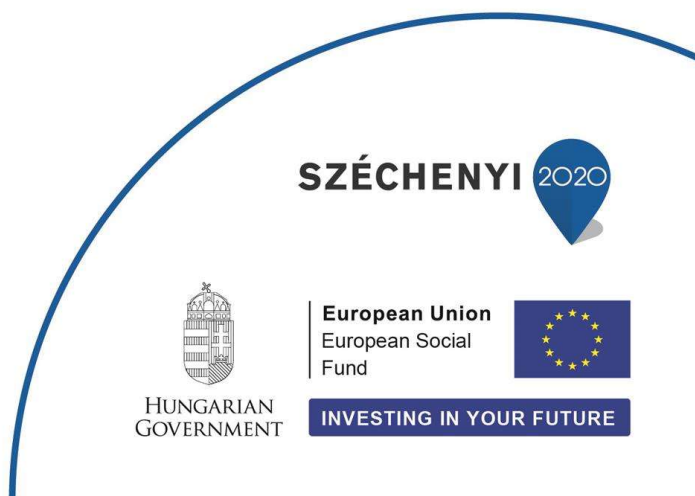 SZÉCHENYI 2020
European Union
European Social
Fund
HUNGARIAN
GOVERNMENT
INVESTING IN YOUR FUTURE